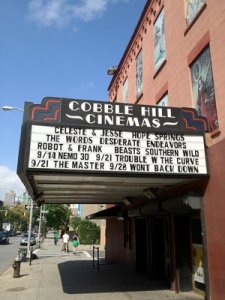 COBBLE HILL
CINEMAS
CELESTE & JESSE HOPE SPRINGS
THE WORDS DESPERATE ENDEAVORS
ROBOT & FRANK BEASTS SOUTHERN WILD
9/14 NEMO 3D 9/21 TROUBLE W THE CURVE
9/21 THE MASTER 9/28 WONT BACK DOWN